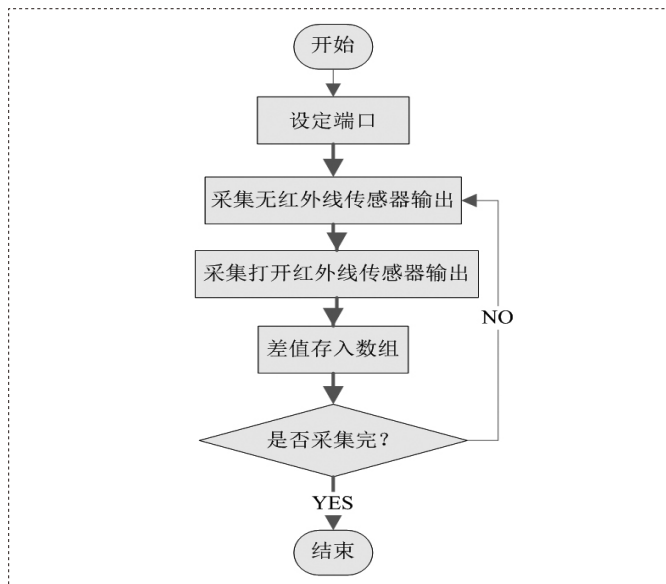 开始
设定端口
采集无红外线传感器输出
采集打开红外线传感器输出
差值存入数组
NO
是否采集完?
YES
结束